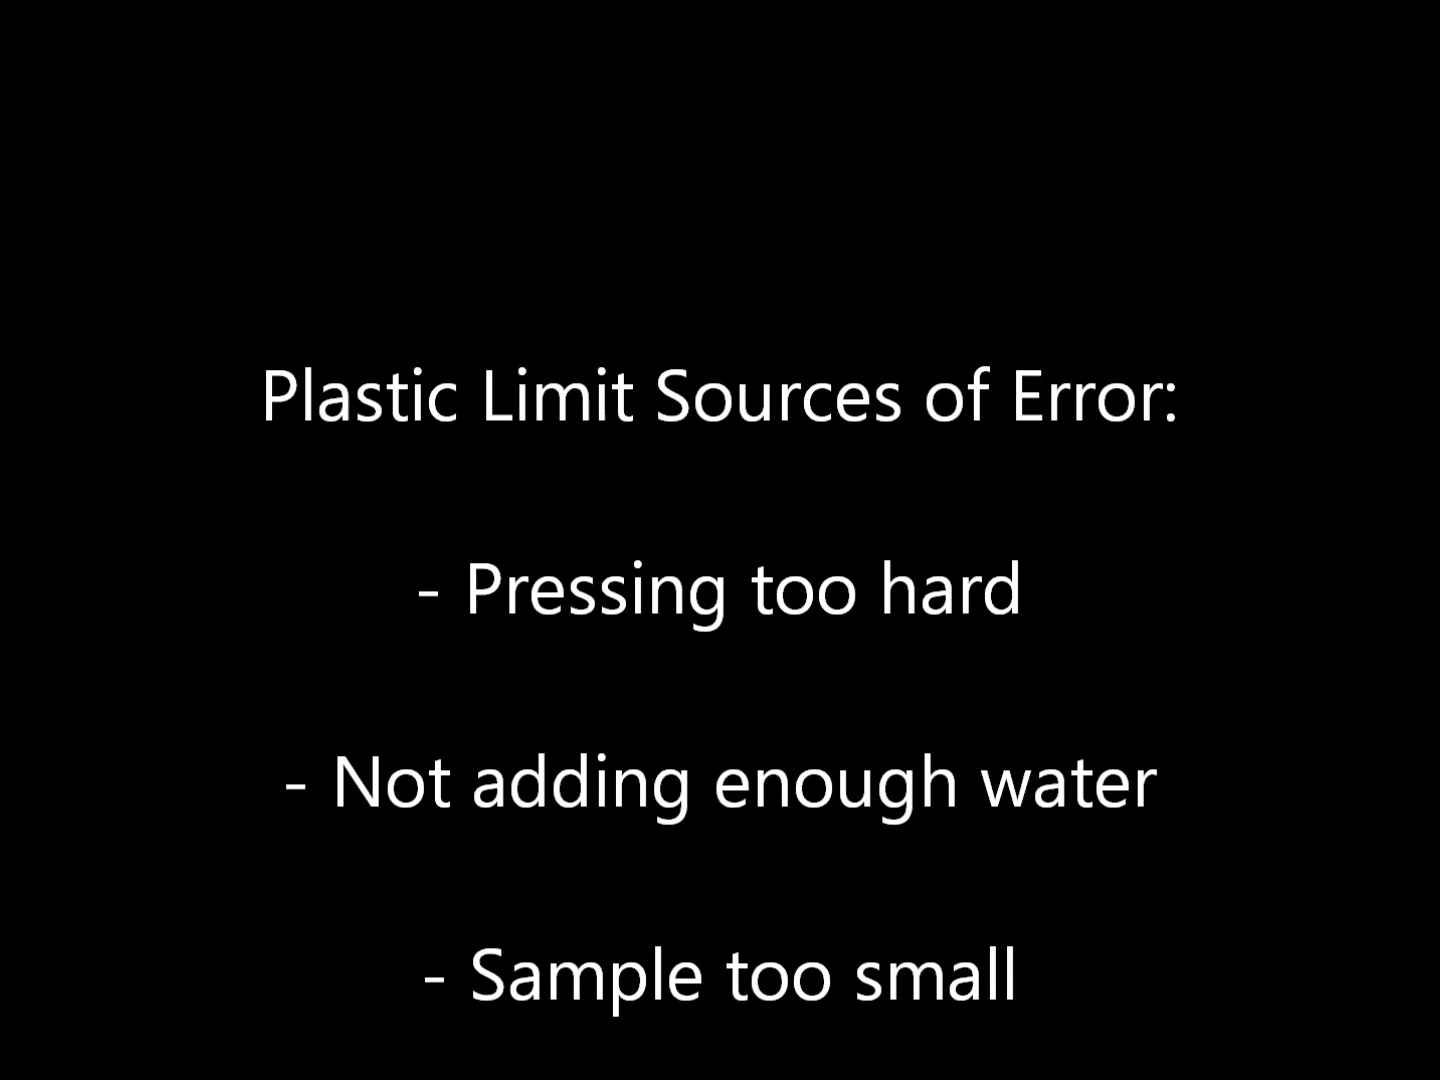 Plastic Limit Sources of Error:
- Pressing too hard
- Not adding enough water
- Sample too small